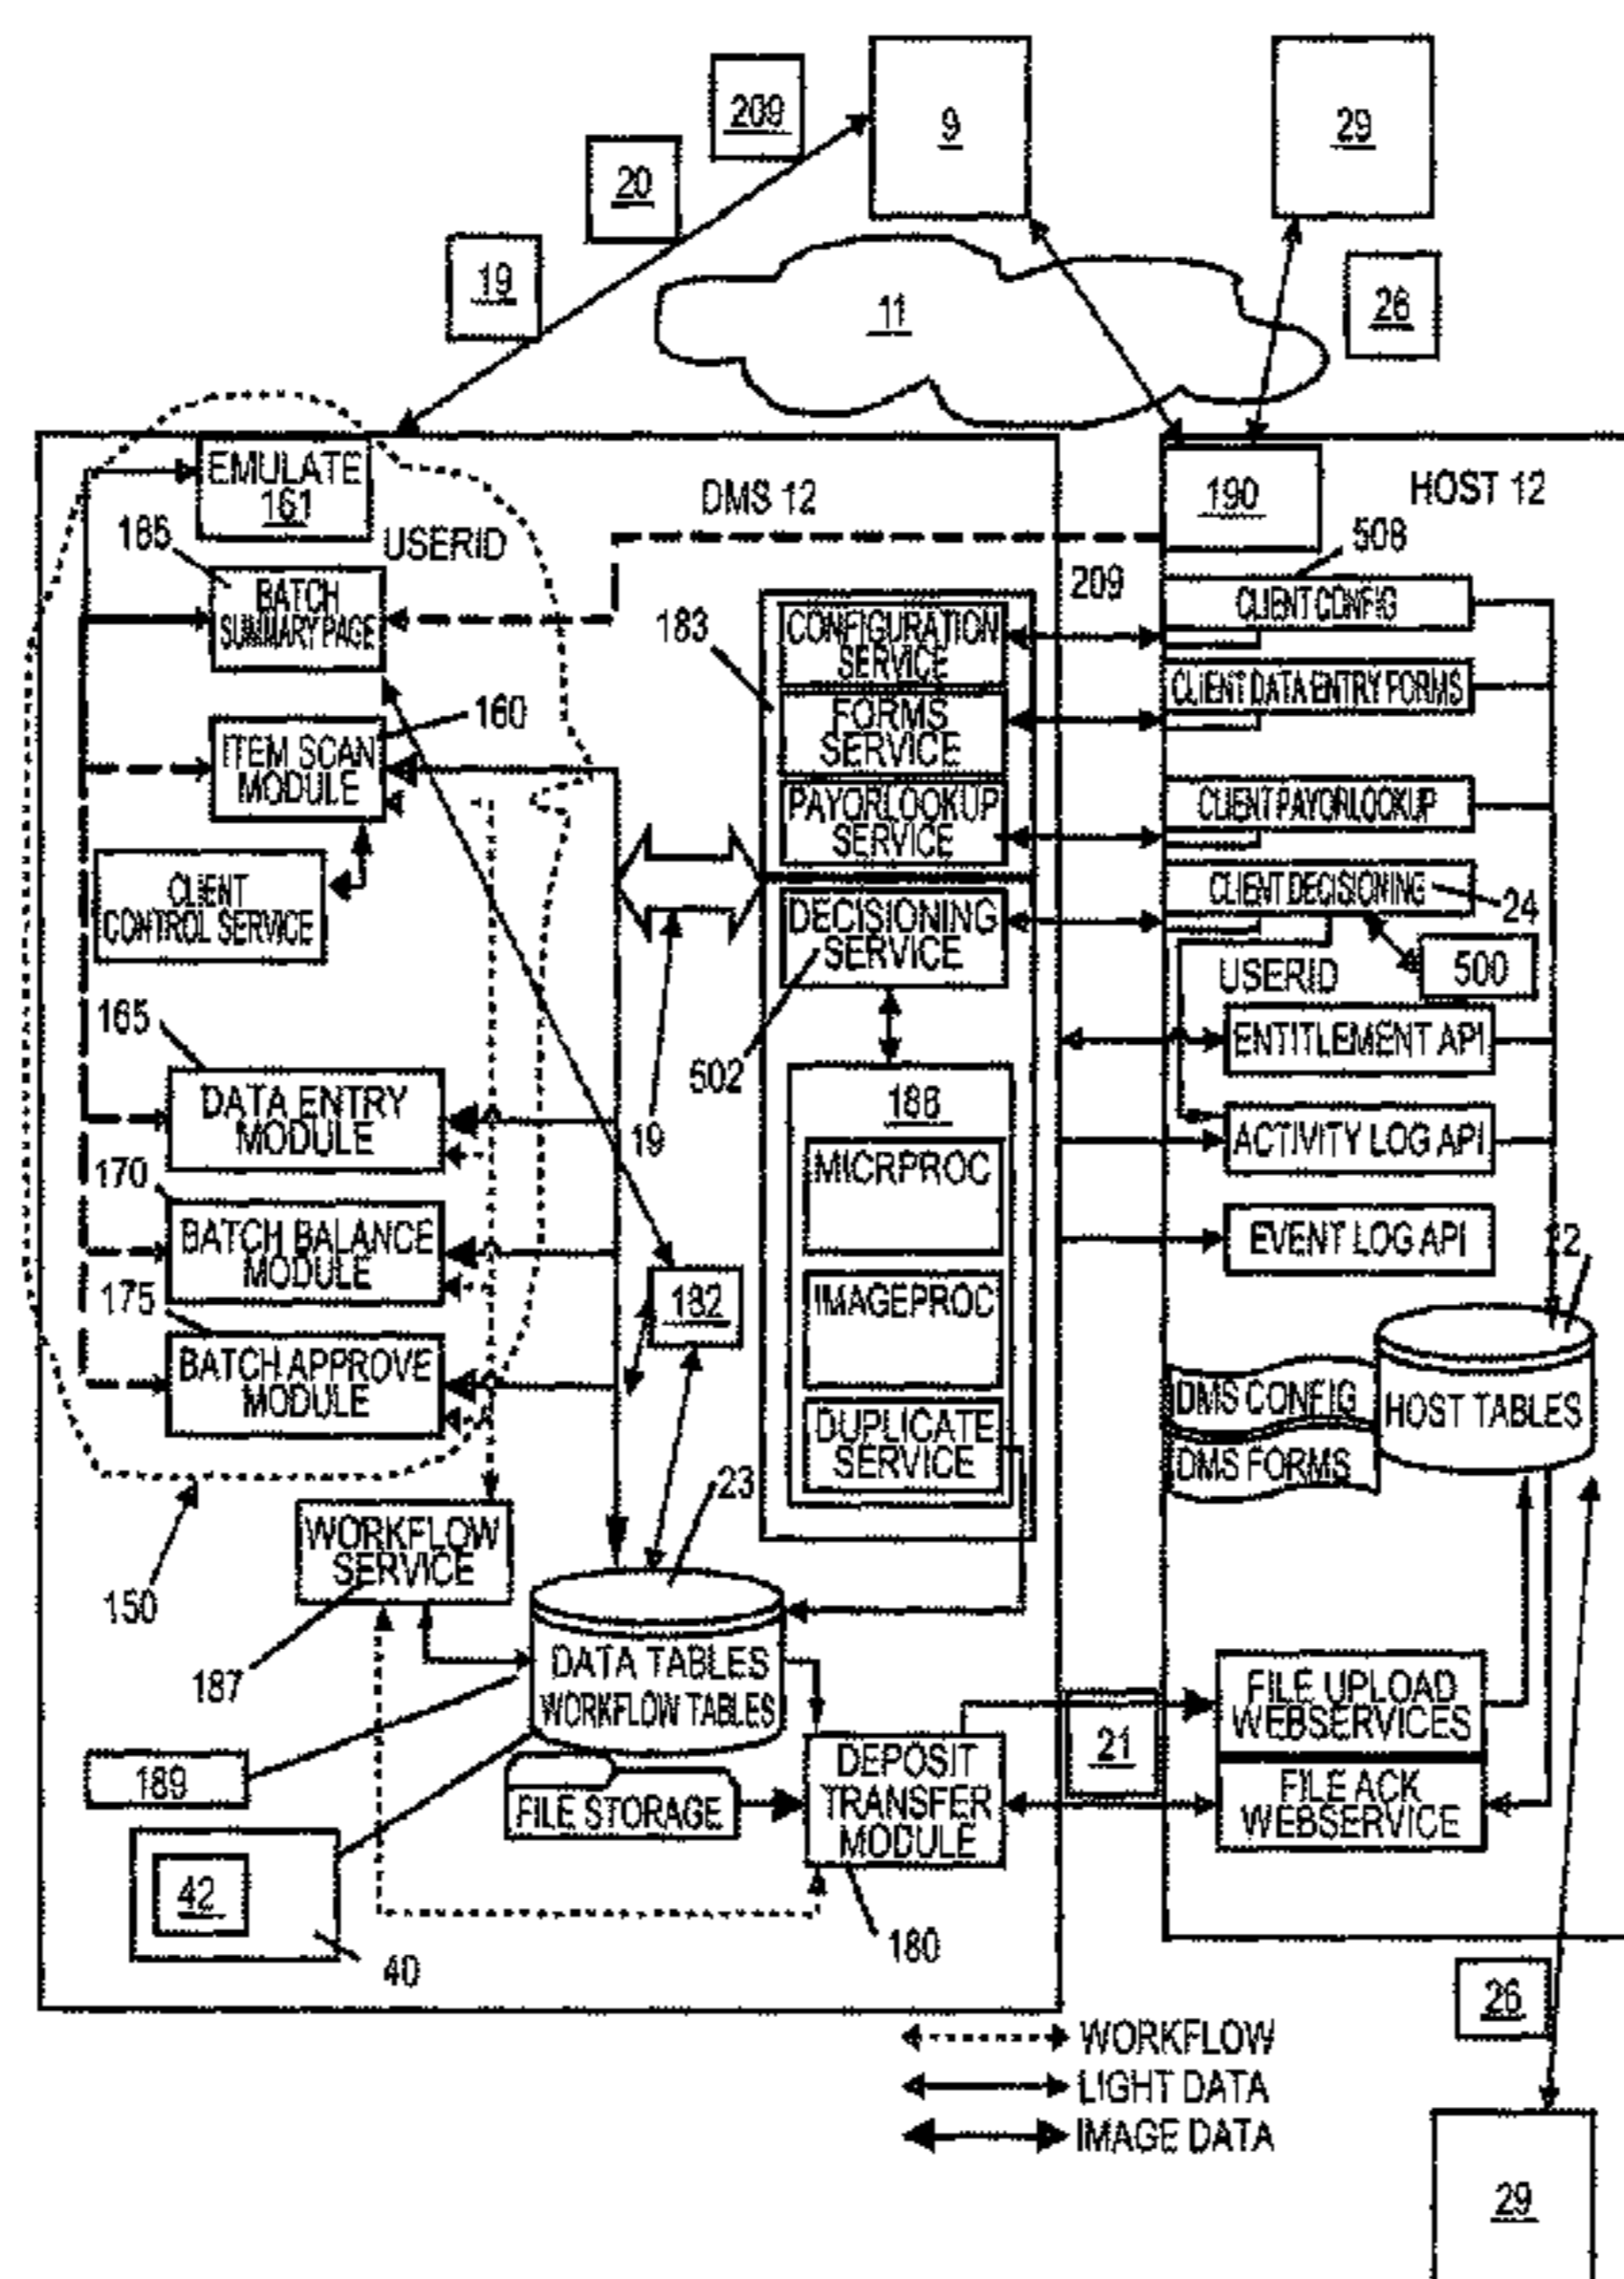 209
9
29
20
19
11
26
EMULATE
161
DMS 12
190
HOST 12
185
USERID
508
BATCH
SUMMARY PAGE
209
CLIENT CONFIG
183
CONFIGURATION
SERVICE
CLIENT DATA ENTRY FORMS
160
FORMS
SERVICE
ITEM SCAN
MODULE
PAYORLOOKUP
SERVICE
CLIENT PAYORLOOKUP
CLIENT
CONTROL SERVICE
DECISIONING
SERVICE
CLIENT DECISIONING
24
500
USERID
165
502
ENTITLEMENT API
DATA ENTRY
MODULE
19
186
ACTIVITY LOG API
MICRPROC
170
BATCH BALANCE
MODULE
EVENT LOG API
12
175
182
IMAGEPROC
BATCH APPROVE
MODULE
DMS CONFIG
HOST TABLES
DUPLICATE
SERVICE
DMS FORMS
23
WORKFLOW
SERVICE
150
187
DATA TABLES
WORKFLOW TABLES
FILE UPLOAD
WEBSERVICES
21
189
DEPOSIT
TRANSFER
MODULE
FILE STORAGE
FILE ACK
WEBSERVICE
42
40
180
26
WORKFLOW
LIGHT DATA
IMAGE DATA
29